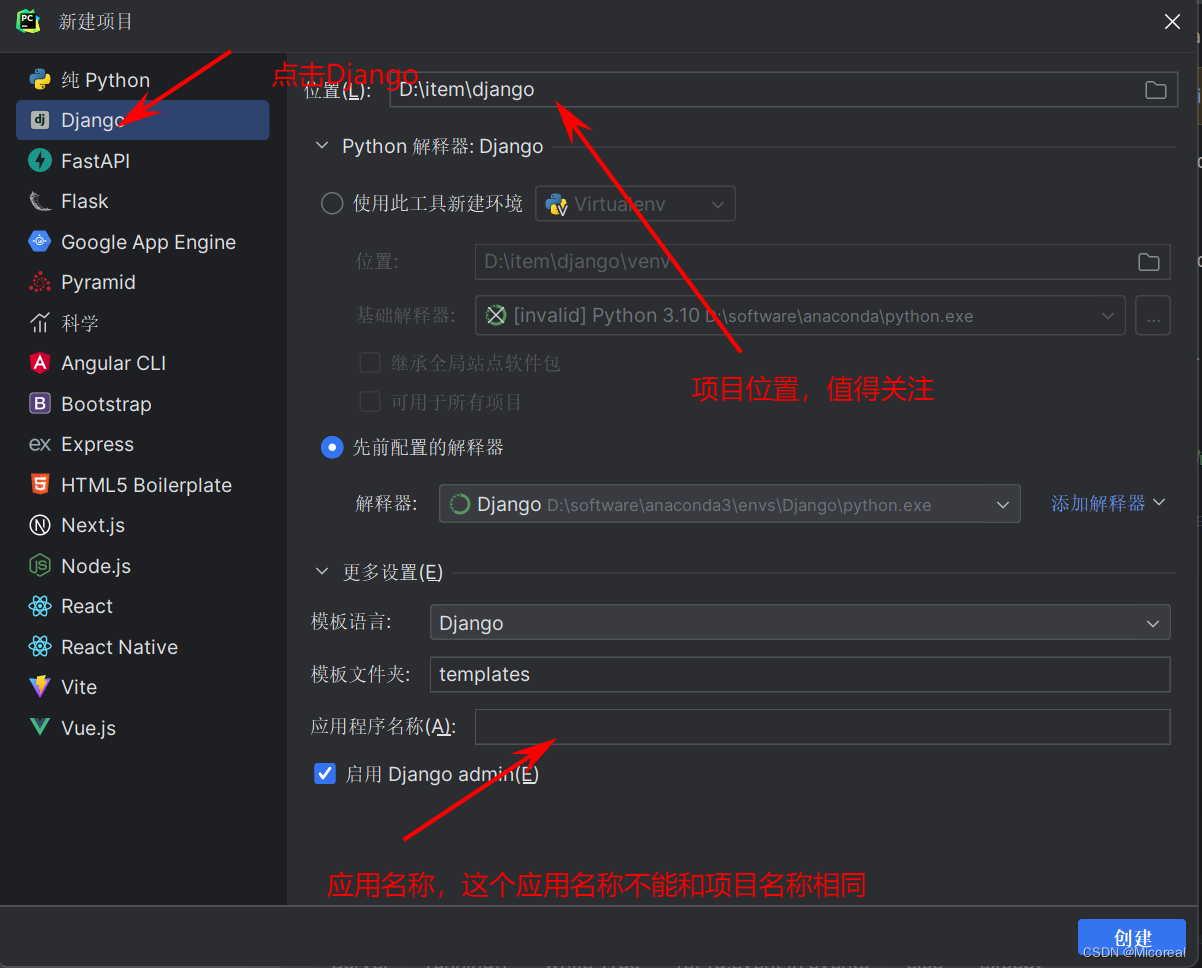 新建项目
纯 Python
Django
FastAPI
Flask
Google App Engine
Pyramid
科学
Angular CLI
Bootstrap
Express
HTML5 Boilerplate
Next.js
Node.js
React
React Native
Vite
Vue.js
点击Django
位置(L): D:\item\django
Python 解释器: Django
使用此工具新建环境 Virtualenv
位置: D:\item\django\venv
基础解释器: [invalid] Python 3.10 D:\software\anaconda\python.exe ...
继承全局站点软件包
可用于所有项目
项目位置，值得关注
先前配置的解释器
解释器: Django D:\software\anaconda3\envs\Django\python.exe 添加解释器
更多设置(E)
模板语言: Django
模板文件夹: templates
应用程序名称(A):
启用 Django admin(E)
应用名称，这个应用名称不能和项目名称相同
创建
CSDN @Micoreal